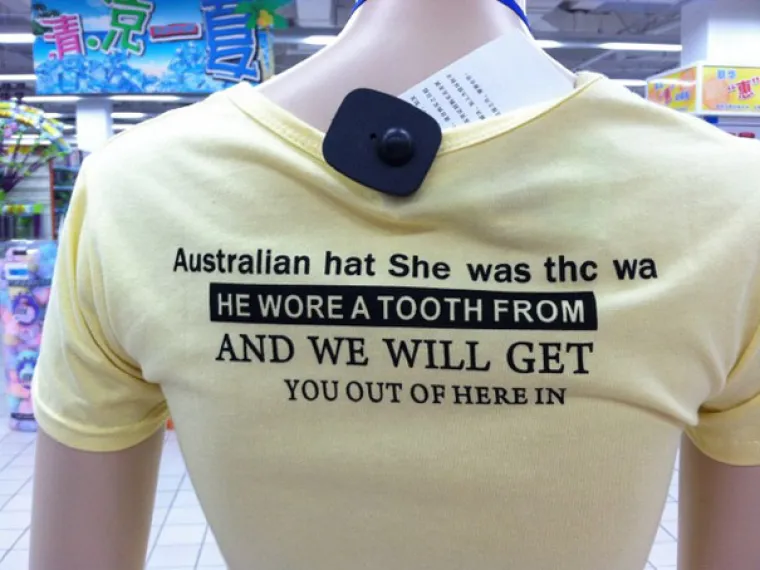 清凉一夏
惠
Australian hat She was thc wa
HE WORE A TOOTH FROM
AND WE WILL GET
YOU OUT OF HERE IN